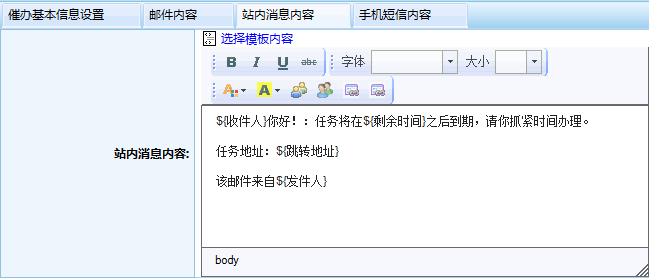 催办基本信息设置 邮件内容 站内消息内容 手机短信内容
选择模板内容
B I U abc 字体 大小
A A
站内消息内容:
${收件人}你好！：任务将在${剩余时间}之后到期，请你抓紧时间办理。
任务地址：${跳转地址}
该邮件来自${发件人}
body